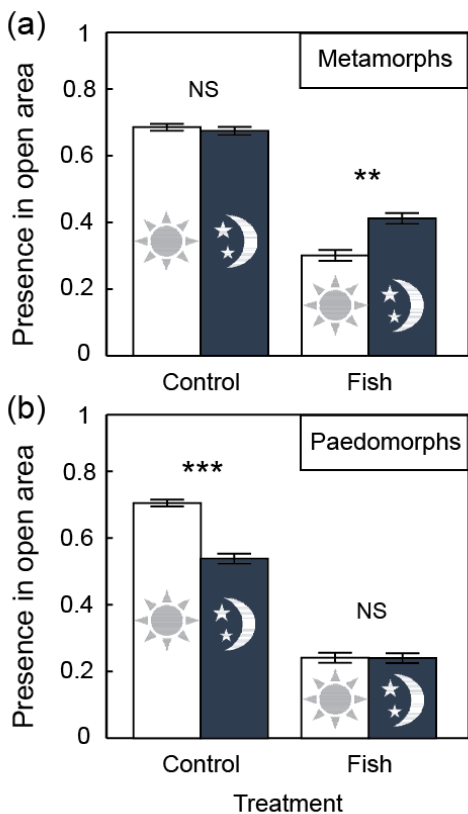 (a)
Presence in open area
1
0.8
0.6
0.4
0.2
0
Metamorphs
NS
**
Control Fish
(b)
Presence in open area
1
0.8
0.6
0.4
0.2
0
Paedomorphs
***
NS
Control Fish
Treatment